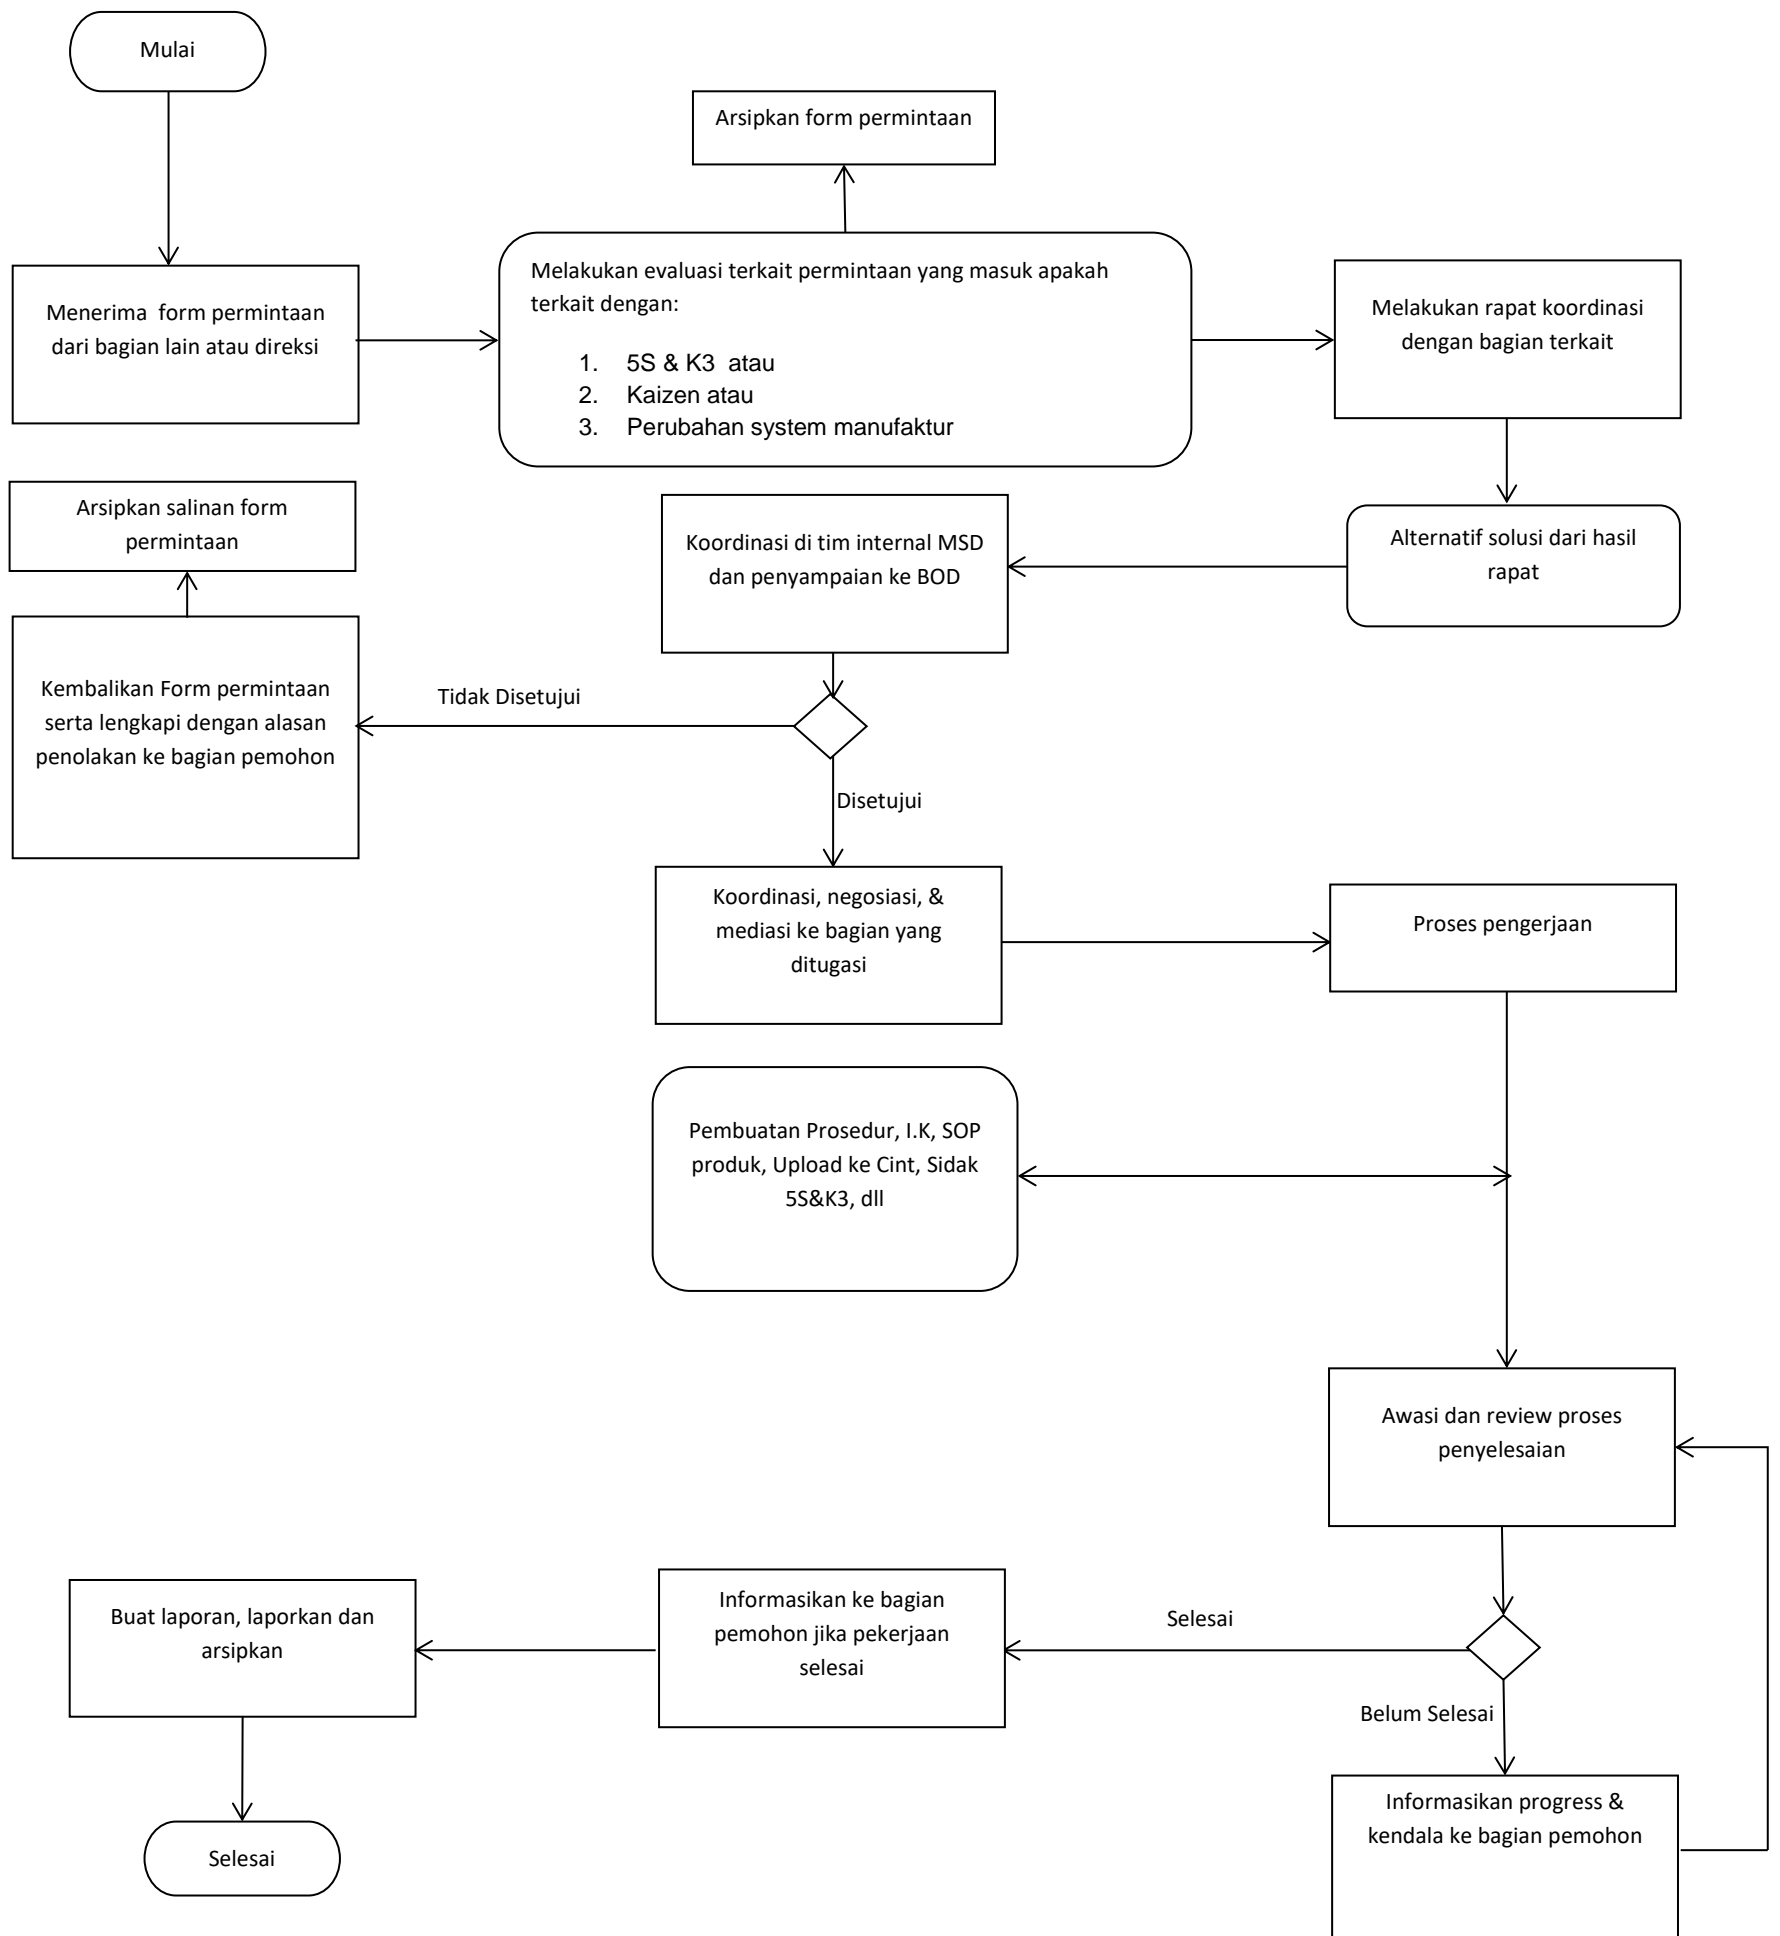 Mulai
Arsipkan form permintaan
Menerima  form permintaan
dari bagian lain atau direksi
Melakukan evaluasi terkait permintaan yang masuk apakah
terkait dengan:
1. 5S & K3  atau
2. Kaizen atau
3. Perubahan system manufaktur
Melakukan rapat koordinasi
dengan bagian terkait
Alternatif solusi dari hasil
rapat
Koordinasi di tim internal MSD
dan penyampaian ke BOD
Tidak Disetujui
Kembalikan Form permintaan
serta lengkapi dengan alasan
penolakan ke bagian pemohon
Arsipkan salinan form
permintaan
Disetujui
Koordinasi, negosiasi, &
mediasi ke bagian yang
ditugasi
Proses pengerjaan
Pembuatan Prosedur, I.K, SOP
produk, Upload ke Cint, Sidak
5S&K3, dll
Awasi dan review proses
penyelesaian
Selesai
Informasikan ke bagian
pemohon jika pekerjaan
selesai
Buat laporan, laporkan dan
arsipkan
Belum Selesai
Informasikan progress &
kendala ke bagian pemohon
Selesai